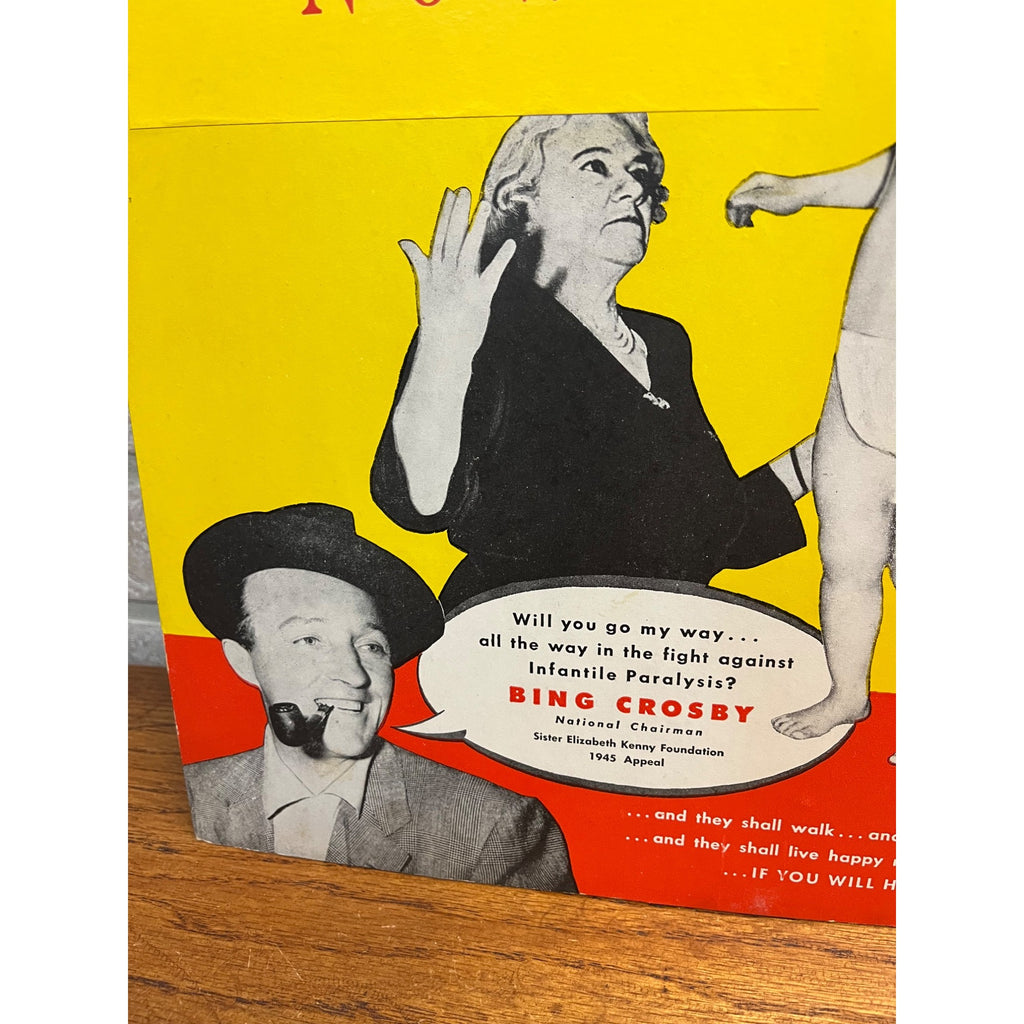 Will you go my way...
all the way in the fight against
Infantile Paralysis?
BING CROSBY
National Chairman
Sister Elizabeth Kenny Foundation
1945 Appeal
...and they shall walk...and
...and they shall live happy
...IF YOU WILL